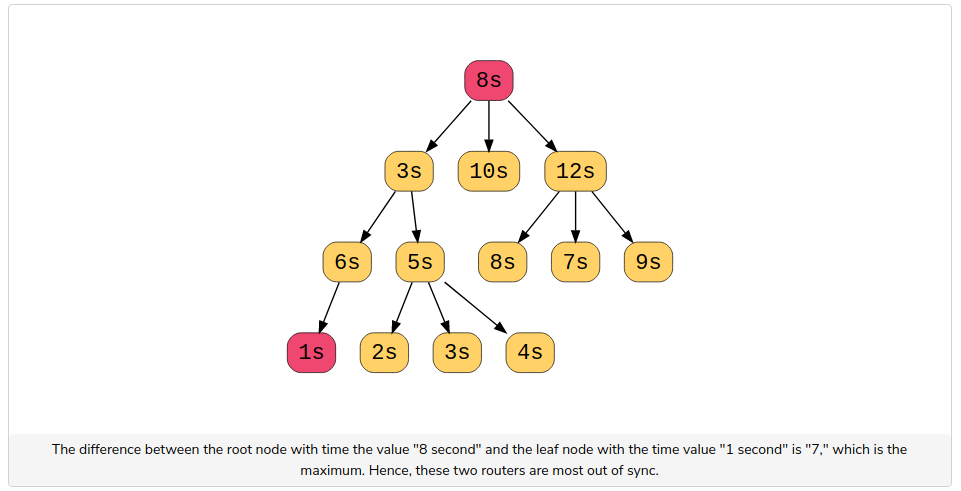 8s
3s 10s 12s
6s 5s 8s 7s 9s
1s 2s 3s 4s
The difference between the root node with time the value "8 second" and the leaf node with the time value "1 second" is "7," which is the
maximum. Hence, these two routers are most out of sync.